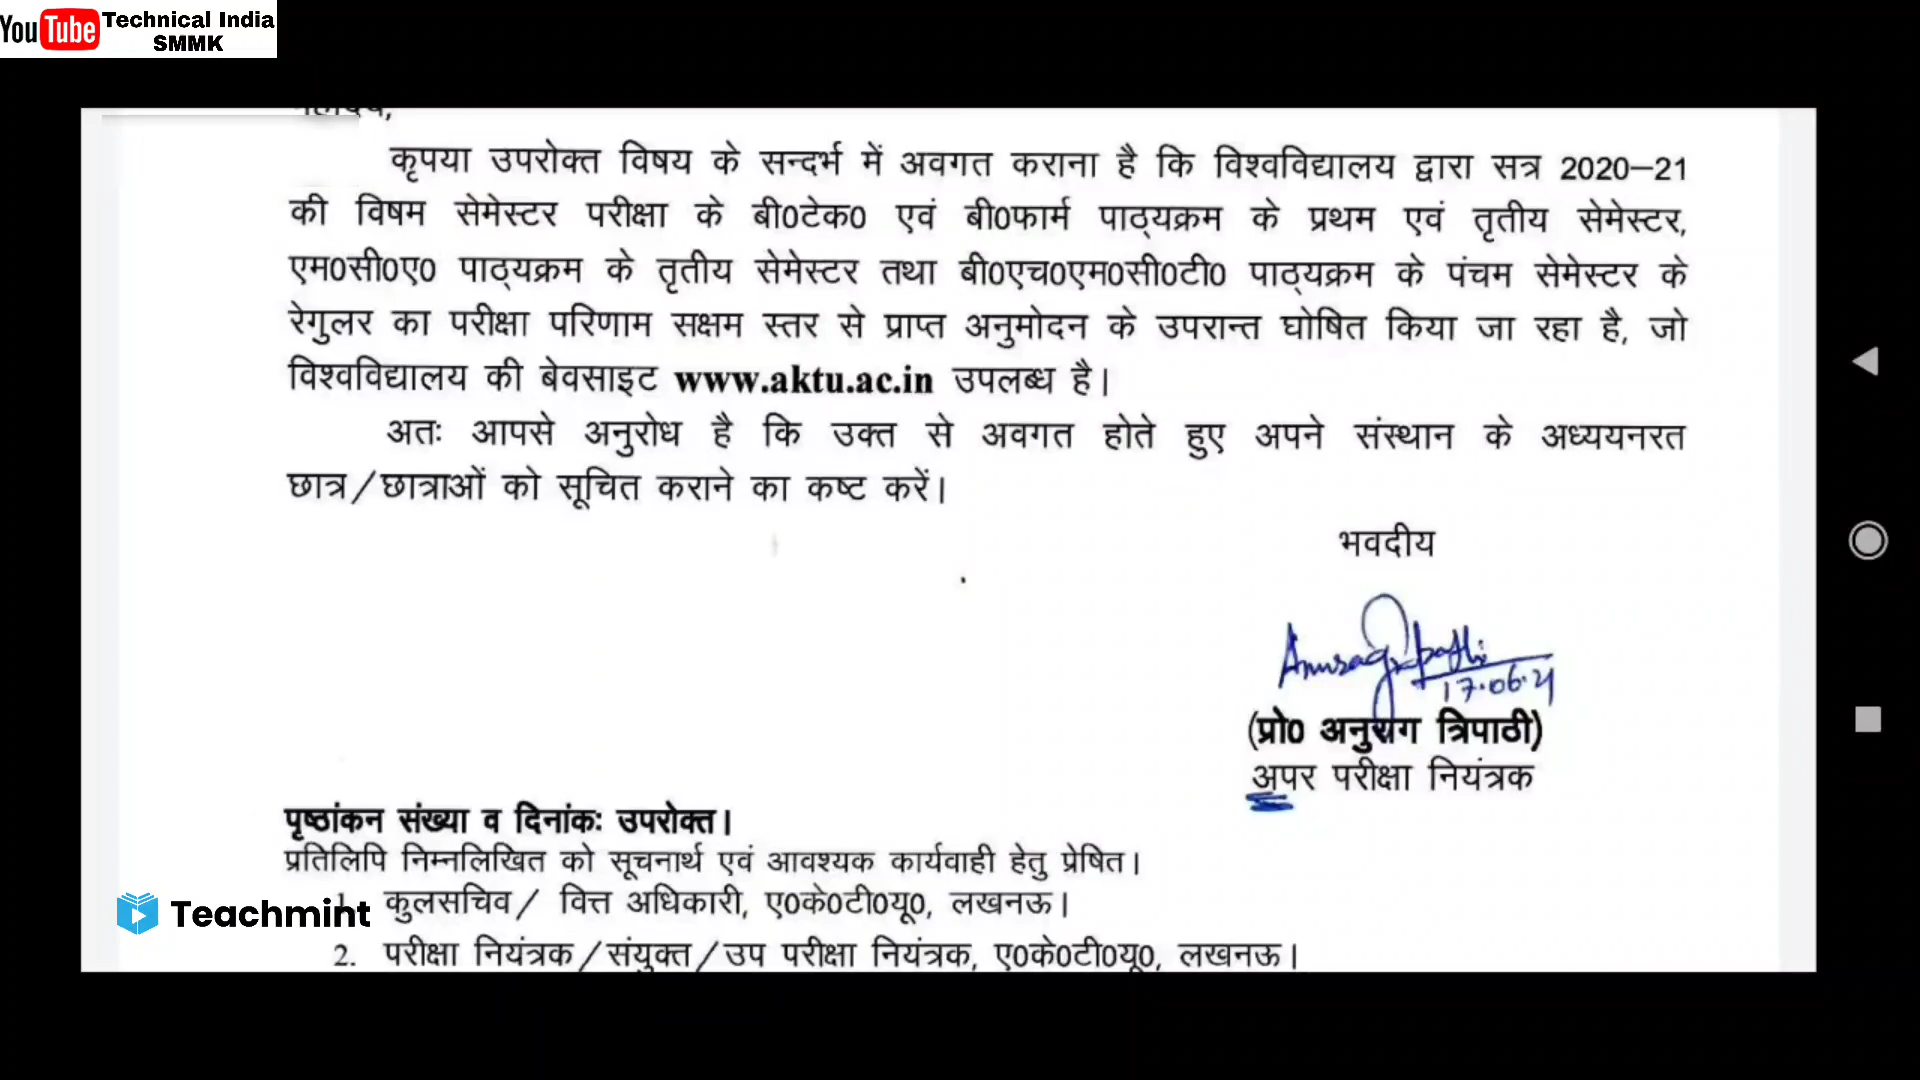 YouTube Technical India
SMMK
महोदय,
कृपया उपरोक्त विषय के सन्दर्भ में अवगत कराना है कि विश्वविद्यालय द्वारा सत्र 2020–21
की विषम सेमेस्टर परीक्षा के बी0टेक0 एवं बी0फार्म पाठ्यक्रम के प्रथम एवं तृतीय सेमेस्टर,
एम0सी0ए0 पाठ्यक्रम के तृतीय सेमेस्टर तथा बी0एच0एम0सी0टी0 पाठ्यक्रम के पंचम सेमेस्टर के
रेगुलर का परीक्षा परिणाम सक्षम स्तर से प्राप्त अनुमोदन के उपरान्त घोषित किया जा रहा है, जो
विश्वविद्यालय की बेवसाइट www.aktu.ac.in उपलब्ध है।
अतः आपसे अनुरोध है कि उक्त से अवगत होते हुए अपने संस्थान के अध्ययनरत
छात्र/छात्राओं को सूचित कराने का कष्ट करें।
भवदीय
17.06.21
(प्रो0 अनुराग त्रिपाठी)
अपर परीक्षा नियंत्रक
पृष्ठांकन संख्या व दिनांकः उपरोक्त।
प्रतिलिपि निम्नलिखित को सूचनार्थ एवं आवश्यक कार्यवाही हेतु प्रेषित।
1. कुलसचिव/ वित्त अधिकारी, ए0के0टी0यू0, लखनऊ।
Teachmint
2. परीक्षा नियंत्रक/संयुक्त/उप परीक्षा नियंत्रक, ए0के0टी0यू0, लखनऊ।